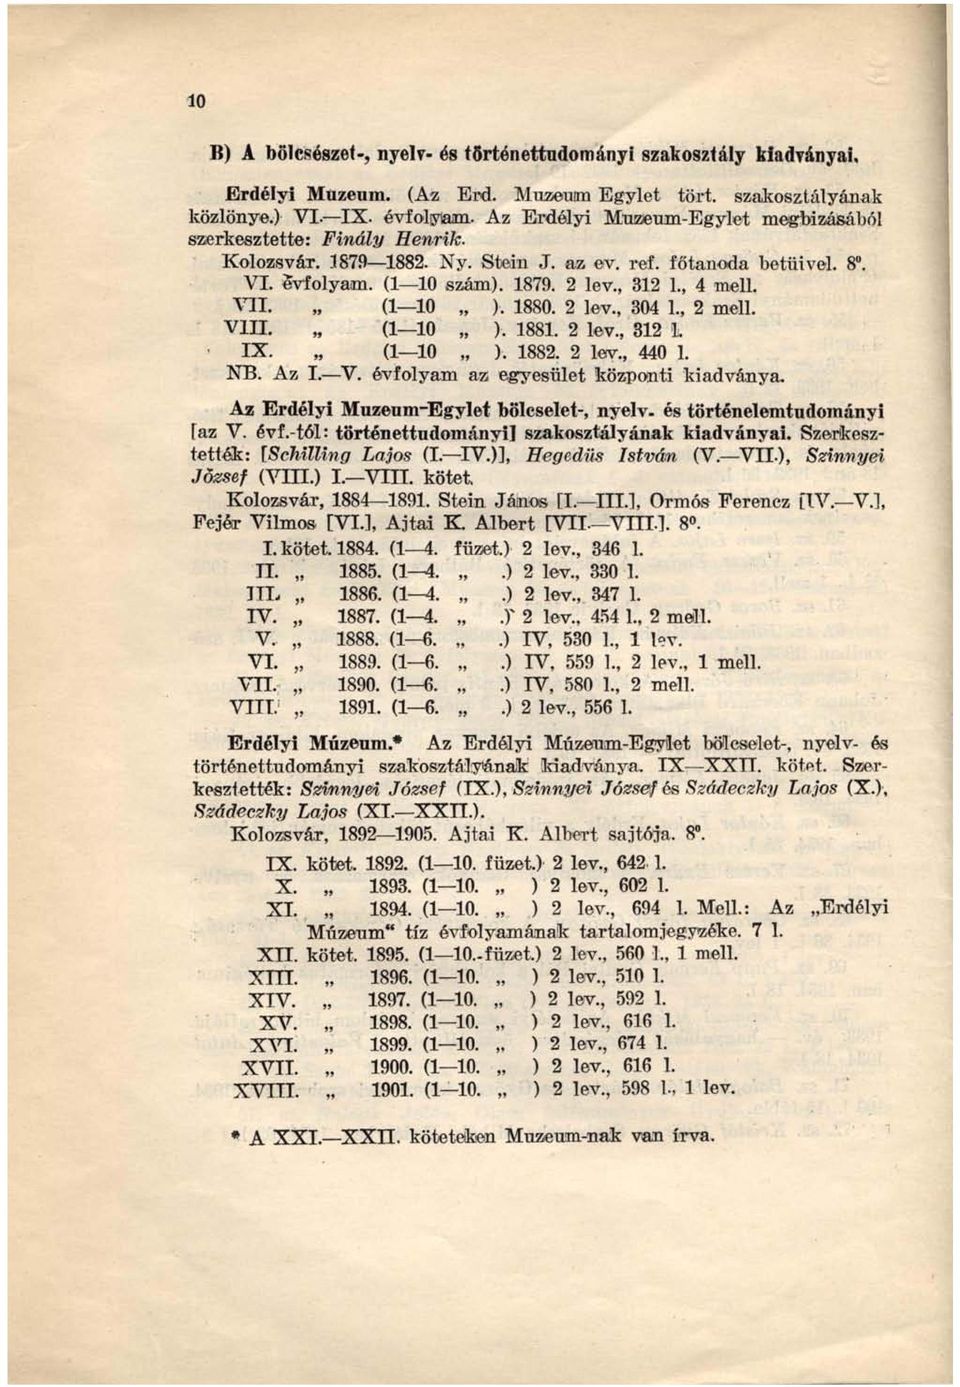 10
B) A bölcsészet-, nyelv- és történettudományi szakosztály kiadványai.
Erdélyi Muzeum. (Az Erd. Muzeum Egylet tört. szakosztályának
közlönye.) VI.—IX. évfolyam. Az Erdélyi Muzeum-Egylet megbizásából
szerkesztette: Finály Henrik.
Kolozsvár. 1879—1882. Ny. Stein J. az ev. ref. főtanoda betüivel. 8⁰.
VI. évfolyam. (1—10 szám). 1879. 2 lev., 312 l., 4 mell.
VII. „ (1—10 „ ). 1880. 2 lev., 304 l., 2 mell.
VIII. „ (1—10 „ ). 1881. 2 lev., 312 l.
IX. „ (1—10 „ ). 1882. 2 lev., 440 l.
NB. Az I.—V. évfolyam az egyesület központi kiadványa.
Az Erdélyi Muzeum-Egylet bölcselet-, nyelv- és történelemtudományi
[az V. évf.-tól: történettudományi] szakosztályának kiadványai. Szerkesz-
tették: [Schilling Lajos (I.—IV.)], Hegedüs István (V.—VII.), Szinnyei
József (VIII.) I.—VIII. kötet.
Kolozsvár, 1884—1891. Stein János [I.—III.], Ormós Ferencz [IV.—V.],
Fejér Vilmos [VI.], Ajtai K. Albert [VII.—VIII.]. 8⁰.
I. kötet. 1884. (1—4. füzet.) 2 lev., 346 l.
II. „ 1885. (1—4. „ .) 2 lev., 330 l.
III. „ 1886. (1—4. „ .) 2 lev., 347 l.
IV. „ 1887. (1—4. „ .) 2 lev., 454 l., 2 mell.
V. „ 1888. (1—6. „ .) IV, 530 l., 1 lev.
VI. „ 1889. (1—6. „ .) IV, 559 l., 2 lev., 1 mell.
VII. „ 1890. (1—6. „ .) IV, 580 l., 2 mell.
VIII. „ 1891. (1—6. „ .) 2 lev., 556 l.
Erdélyi Múzeum.* Az Erdélyi Múzeum-Egylet bölcselet-, nyelv- és
történettudományi szakosztályának kiadványa. IX—XXII. kötet. Szer-
kesztették: Szinnyei József (IX.), Szinnyei József és Szádeczky Lajos (X.),
Szádeczky Lajos (XI.—XXII.).
Kolozsvár, 1892—1905. Ajtai K. Albert sajtója. 8⁰.
IX. kötet. 1892. (1—10. füzet.) 2 lev., 642 l.
X. „ 1893. (1—10. „ ) 2 lev., 602 l.
XI. „ 1894. (1—10. „ ) 2 lev., 694 l. Mell.: Az „Erdélyi
Múzeum“ tíz évfolyamának tartalomjegyzéke. 7 l.
XII. kötet. 1895. (1—10.-füzet.) 2 lev., 560 l., 1 mell.
XIII. „ 1896. (1—10. „ ) 2 lev., 510 l.
XIV. „ 1897. (1—10. „ ) 2 lev., 592 l.
XV. „ 1898. (1—10. „ ) 2 lev., 616 l.
XVI. „ 1899. (1—10. „ ) 2 lev., 674 l.
XVII. „ 1900. (1—10. „ ) 2 lev., 616 l.
XVIII. „ 1901. (1—10. „ ) 2 lev., 598 l., 1 lev.
* A XXI.—XXII. köteteken Muzeum-nak van írva.